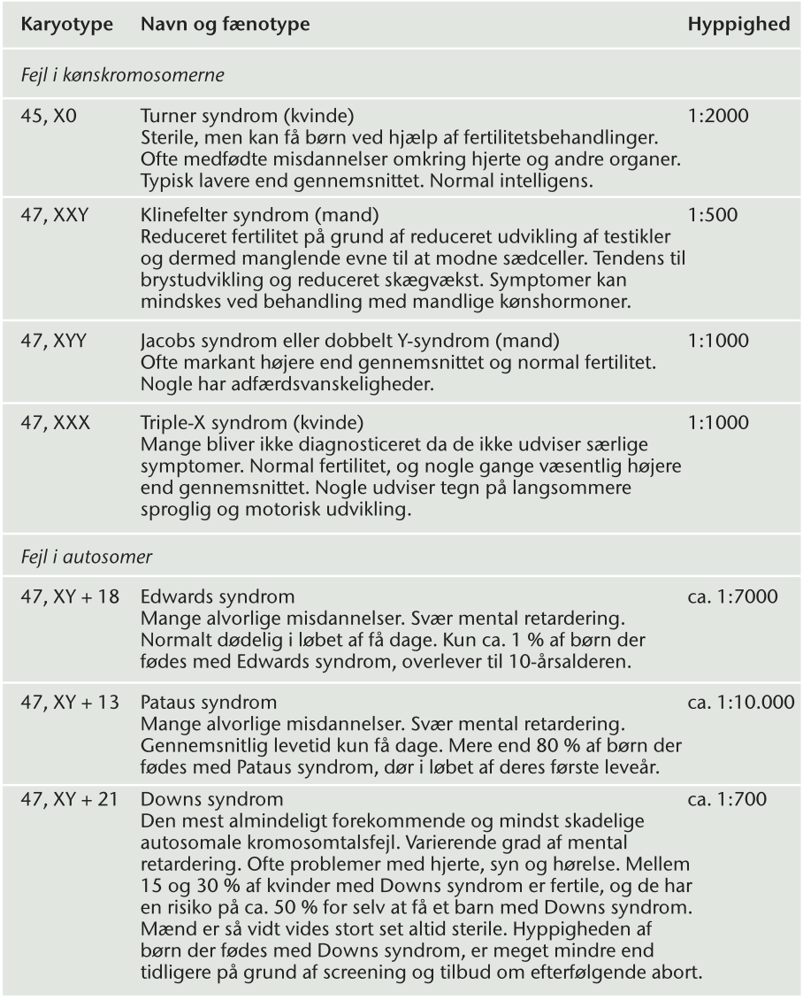 Karyotype Navn og fænotype Hyppighed
Fejl i kønskromosomerne
45, X0 Turner syndrom (kvinde) 1:2000
Sterile, men kan få børn ved hjælp af fertilitetsbehandlinger.
Ofte medfødte misdannelser omkring hjerte og andre organer.
Typisk lavere end gennemsnittet. Normal intelligens.
47, XXY Klinefelter syndrom (mand) 1:500
Reduceret fertilitet på grund af reduceret udvikling af testikler
og dermed manglende evne til at modne sædceller. Tendens til
brystudvikling og reduceret skægvækst. Symptomer kan
mindskes ved behandling med mandlige kønshormoner.
47, XYY Jacobs syndrom eller dobbelt Y-syndrom (mand) 1:1000
Ofte markant højere end gennemsnittet og normal fertilitet.
Nogle har adfærdsvanskeligheder.
47, XXX Triple-X syndrom (kvinde) 1:1000
Mange bliver ikke diagnosticeret da de ikke udviser særlige
symptomer. Normal fertilitet, og nogle gange væsentlig højere
end gennemsnittet. Nogle udviser tegn på langsommere
sproglig og motorisk udvikling.
Fejl i autosomer
47, XY + 18 Edwards syndrom ca. 1:7000
Mange alvorlige misdannelser. Svær mental retardering.
Normalt dødelig i løbet af få dage. Kun ca. 1 % af børn der
fødes med Edwards syndrom, overlever til 10-årsalderen.
47, XY + 13 Pataus syndrom ca. 1:10.000
Mange alvorlige misdannelser. Svær mental retardering.
Gennemsnitlig levetid kun få dage. Mere end 80 % af børn der
fødes med Pataus syndrom, dør i løbet af deres første leveår.
47, XY + 21 Downs syndrom ca. 1:700
Den mest almindeligt forekommende og mindst skadelige
autosomale kromosomtalsfejl. Varierende grad af mental
retardering. Ofte problemer med hjerte, syn og hørelse. Mellem
15 og 30 % af kvinder med Downs syndrom er fertile, og de har
en risiko på ca. 50 % for selv at få et barn med Downs syndrom.
Mænd er så vidt vides stort set altid sterile. Hyppigheden af
børn der fødes med Downs syndrom, er meget mindre end
tidligere på grund af screening og tilbud om efterfølgende abort.